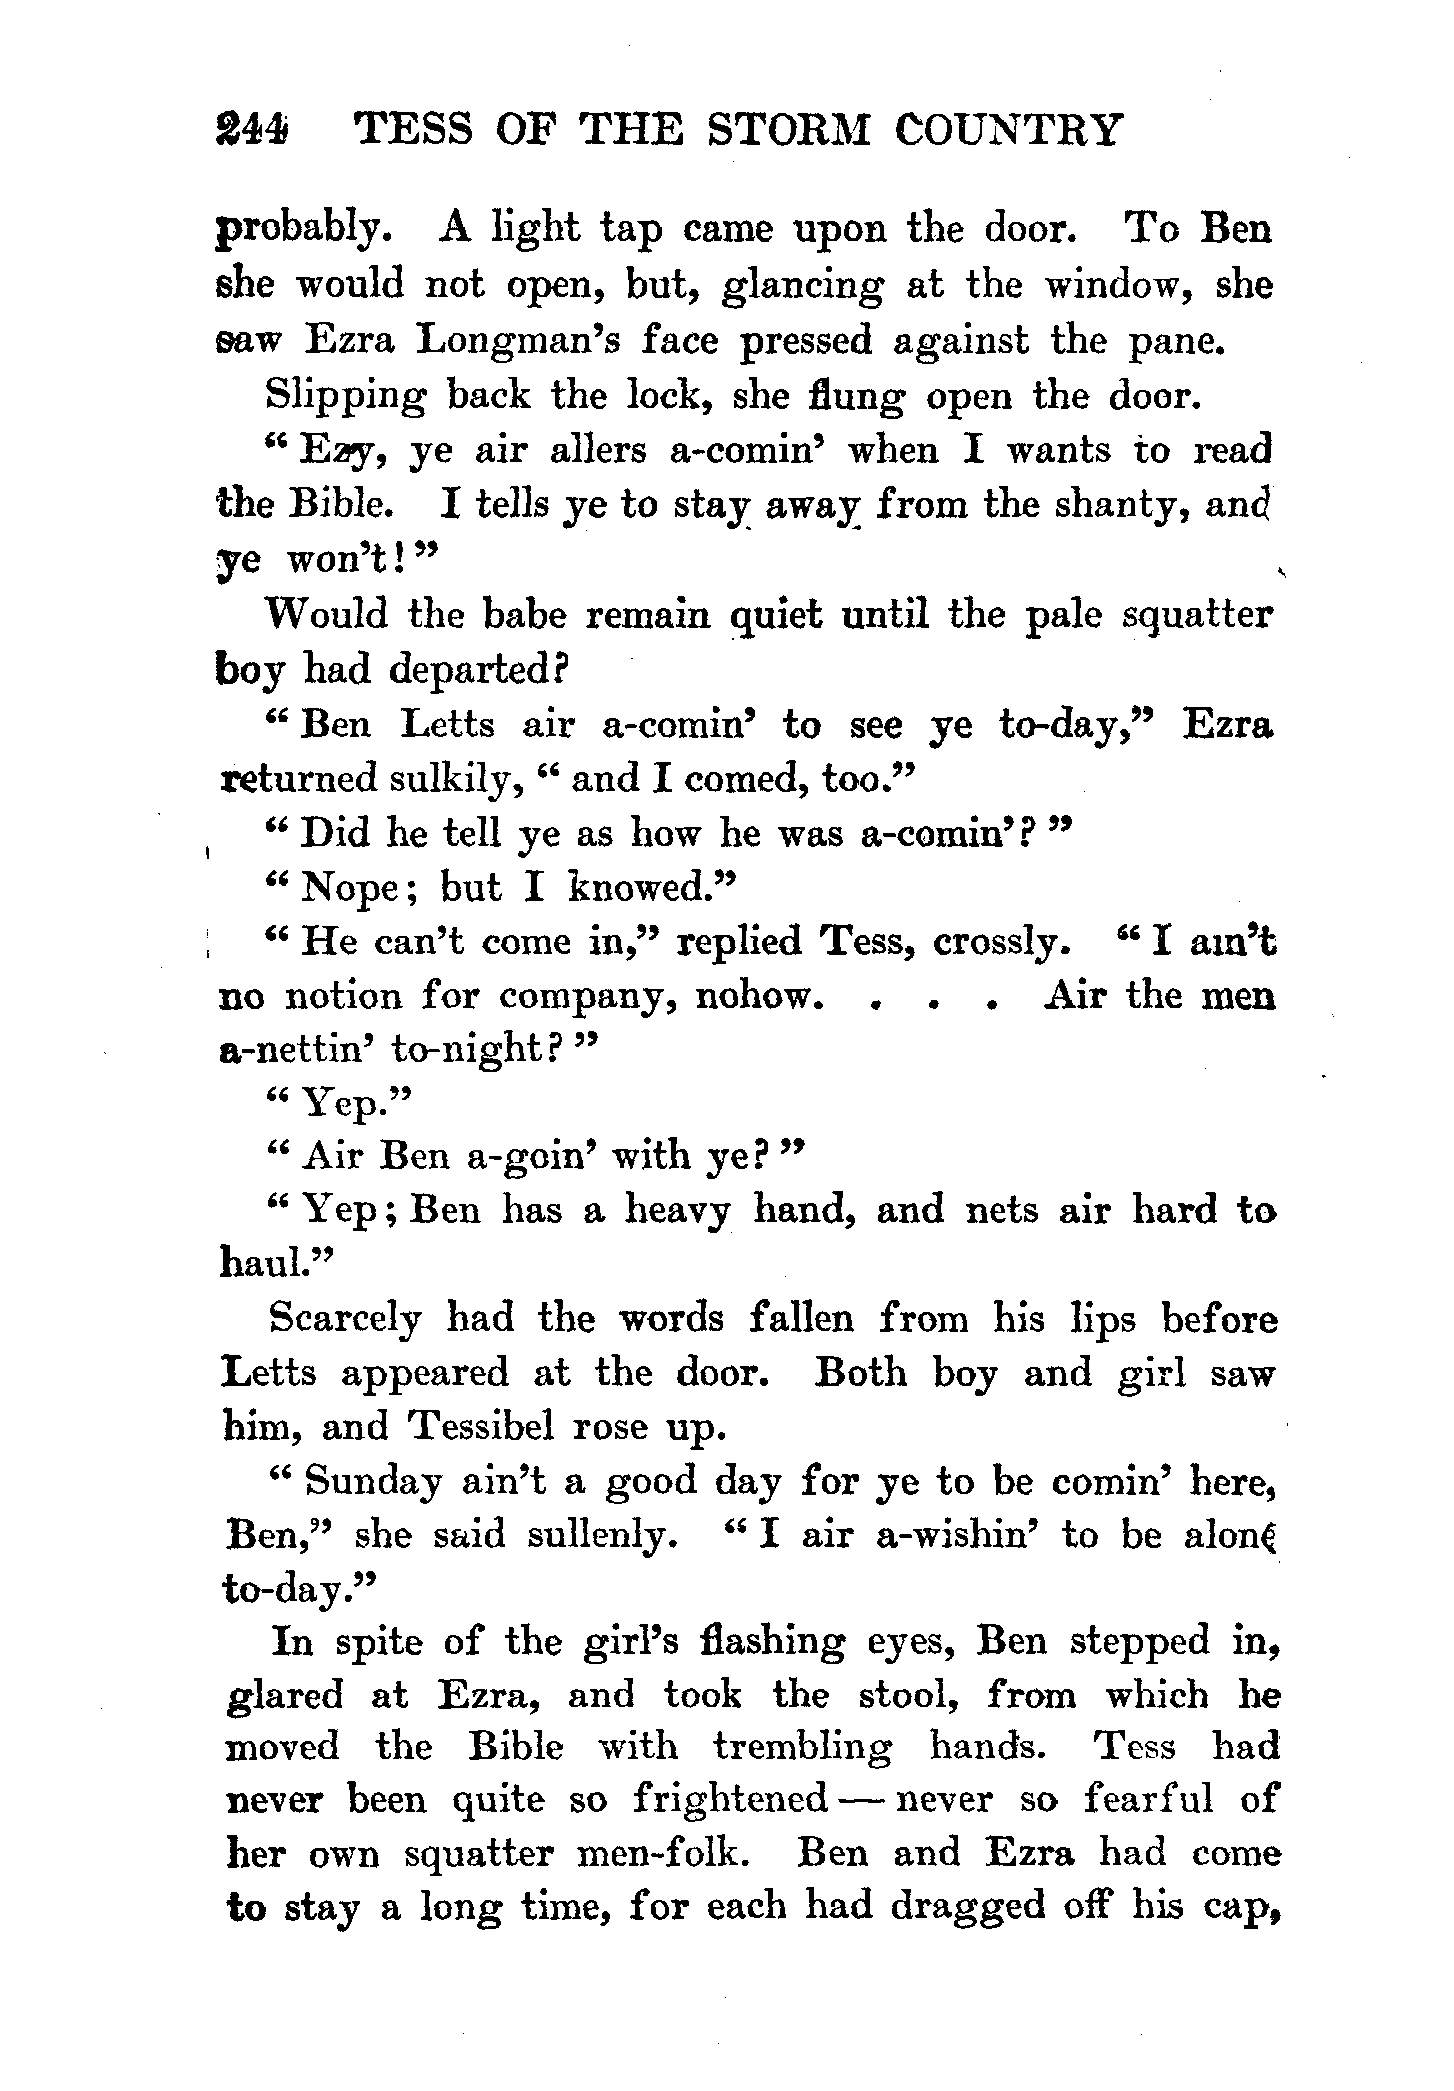 244 TESS OF THE STORM COUNTRY
probably. A light tap came upon the door. To Ben
she would not open, but, glancing at the window, she
saw Ezra Longman's face pressed against the pane.
Slipping back the lock, she flung open the door.
" Ezy, ye air allers a-comin' when I wants to read
the Bible. I tells ye to stay away from the shanty, and
ye won't! "
Would the babe remain quiet until the pale squatter
boy had departed?
" Ben Letts air a-comin' to see ye to-day," Ezra
returned sulkily, " and I comed, too."
" Did he tell ye as how he was a-comin'? "
" Nope; but I knowed."
" He can't come in," replied Tess, crossly. " I ain't
no notion for company, nohow. . . . Air the men
a-nettin' to-night? "
" Yep."
" Air Ben a-goin' with ye? "
" Yep; Ben has a heavy hand, and nets air hard to
haul."
Scarcely had the words fallen from his lips before
Letts appeared at the door. Both boy and girl saw
him, and Tessibel rose up.
" Sunday ain't a good day for ye to be comin' here,
Ben," she said sullenly. " I air a-wishin' to be alone
to-day."
In spite of the girl's flashing eyes, Ben stepped in,
glared at Ezra, and took the stool, from which he
moved the Bible with trembling hands. Tess had
never been quite so frightened — never so fearful of
her own squatter men-folk. Ben and Ezra had come
to stay a long time, for each had dragged off his cap,